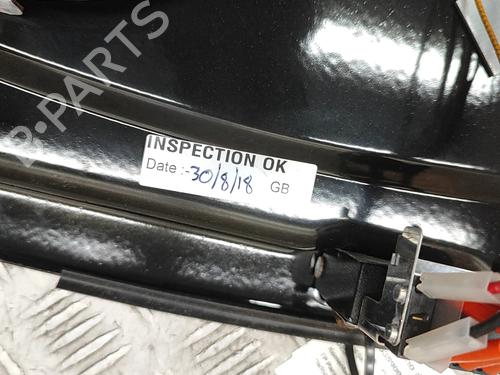 B-PARTS
INSPECTION OK
Date :- 30/8/18 GB